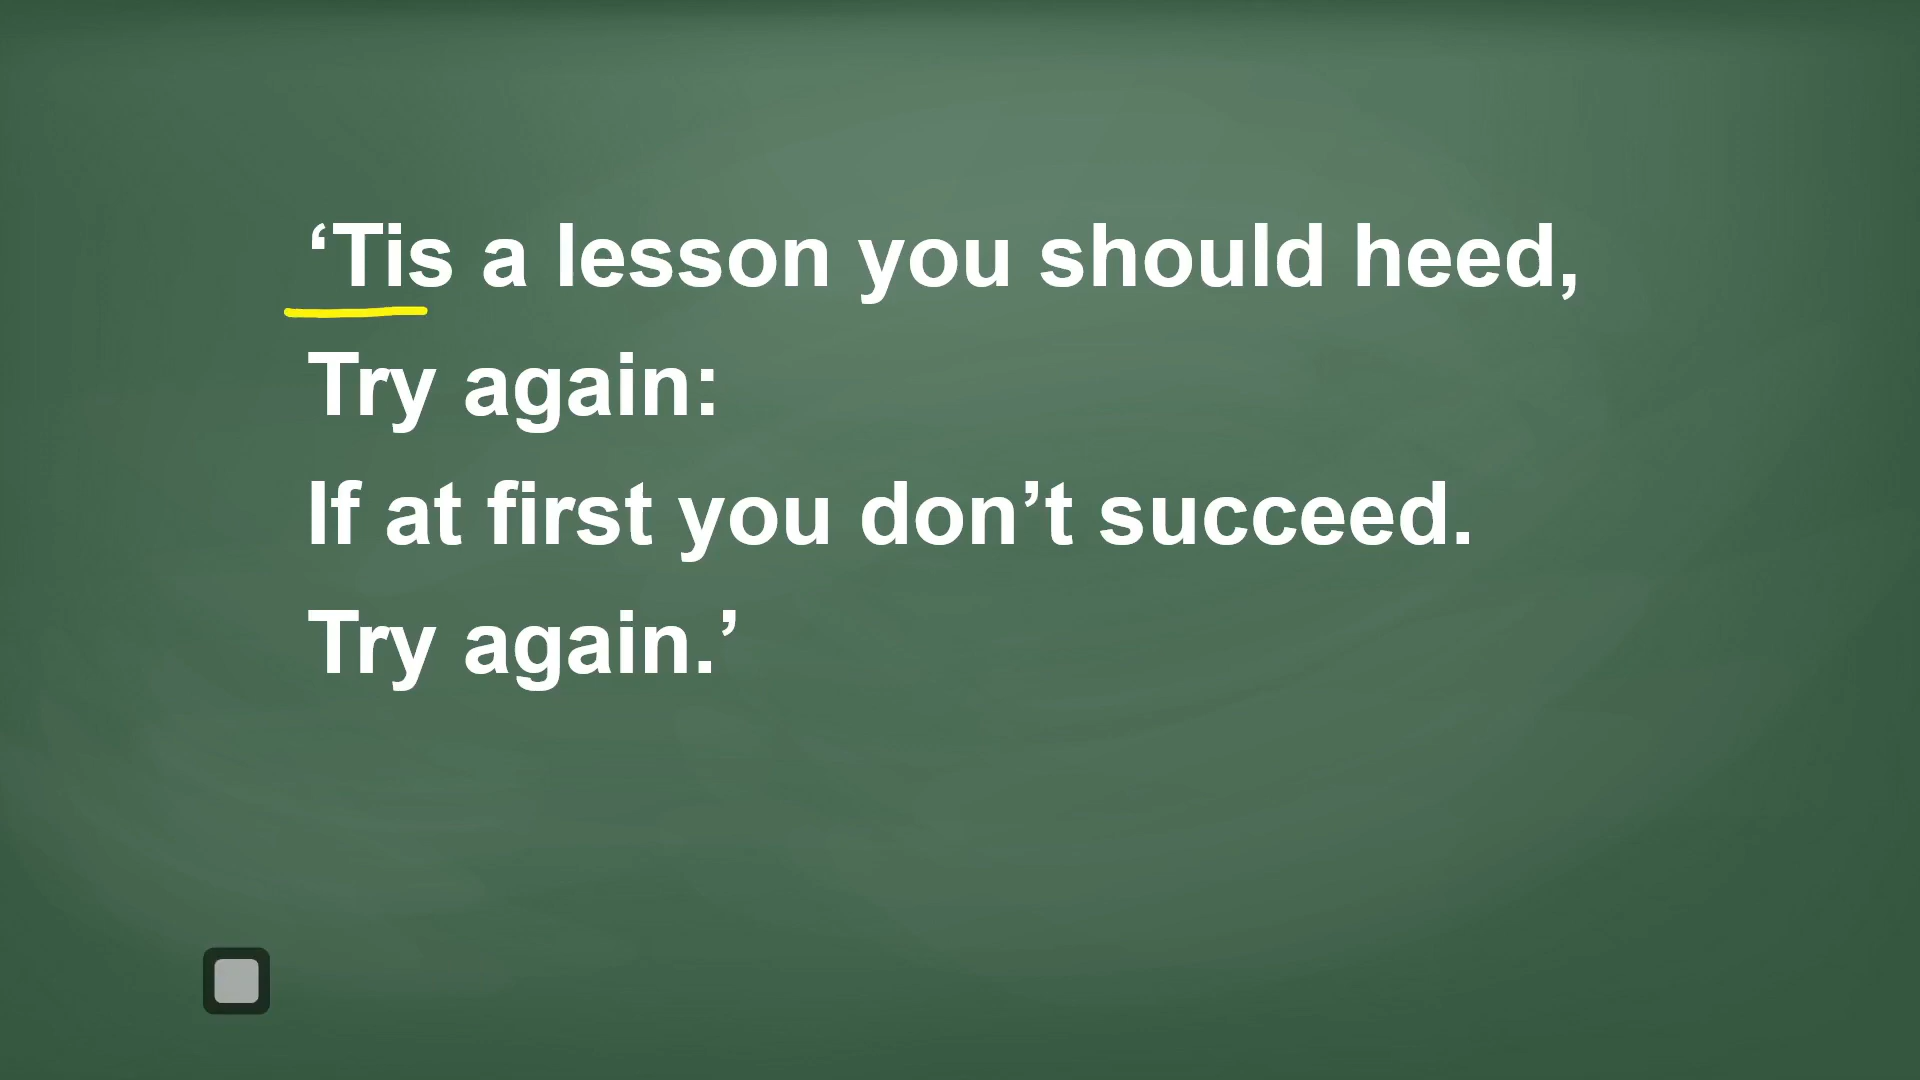 ‘Tis a lesson you should heed,
Try again:
If at first you don’t succeed.
Try again.’